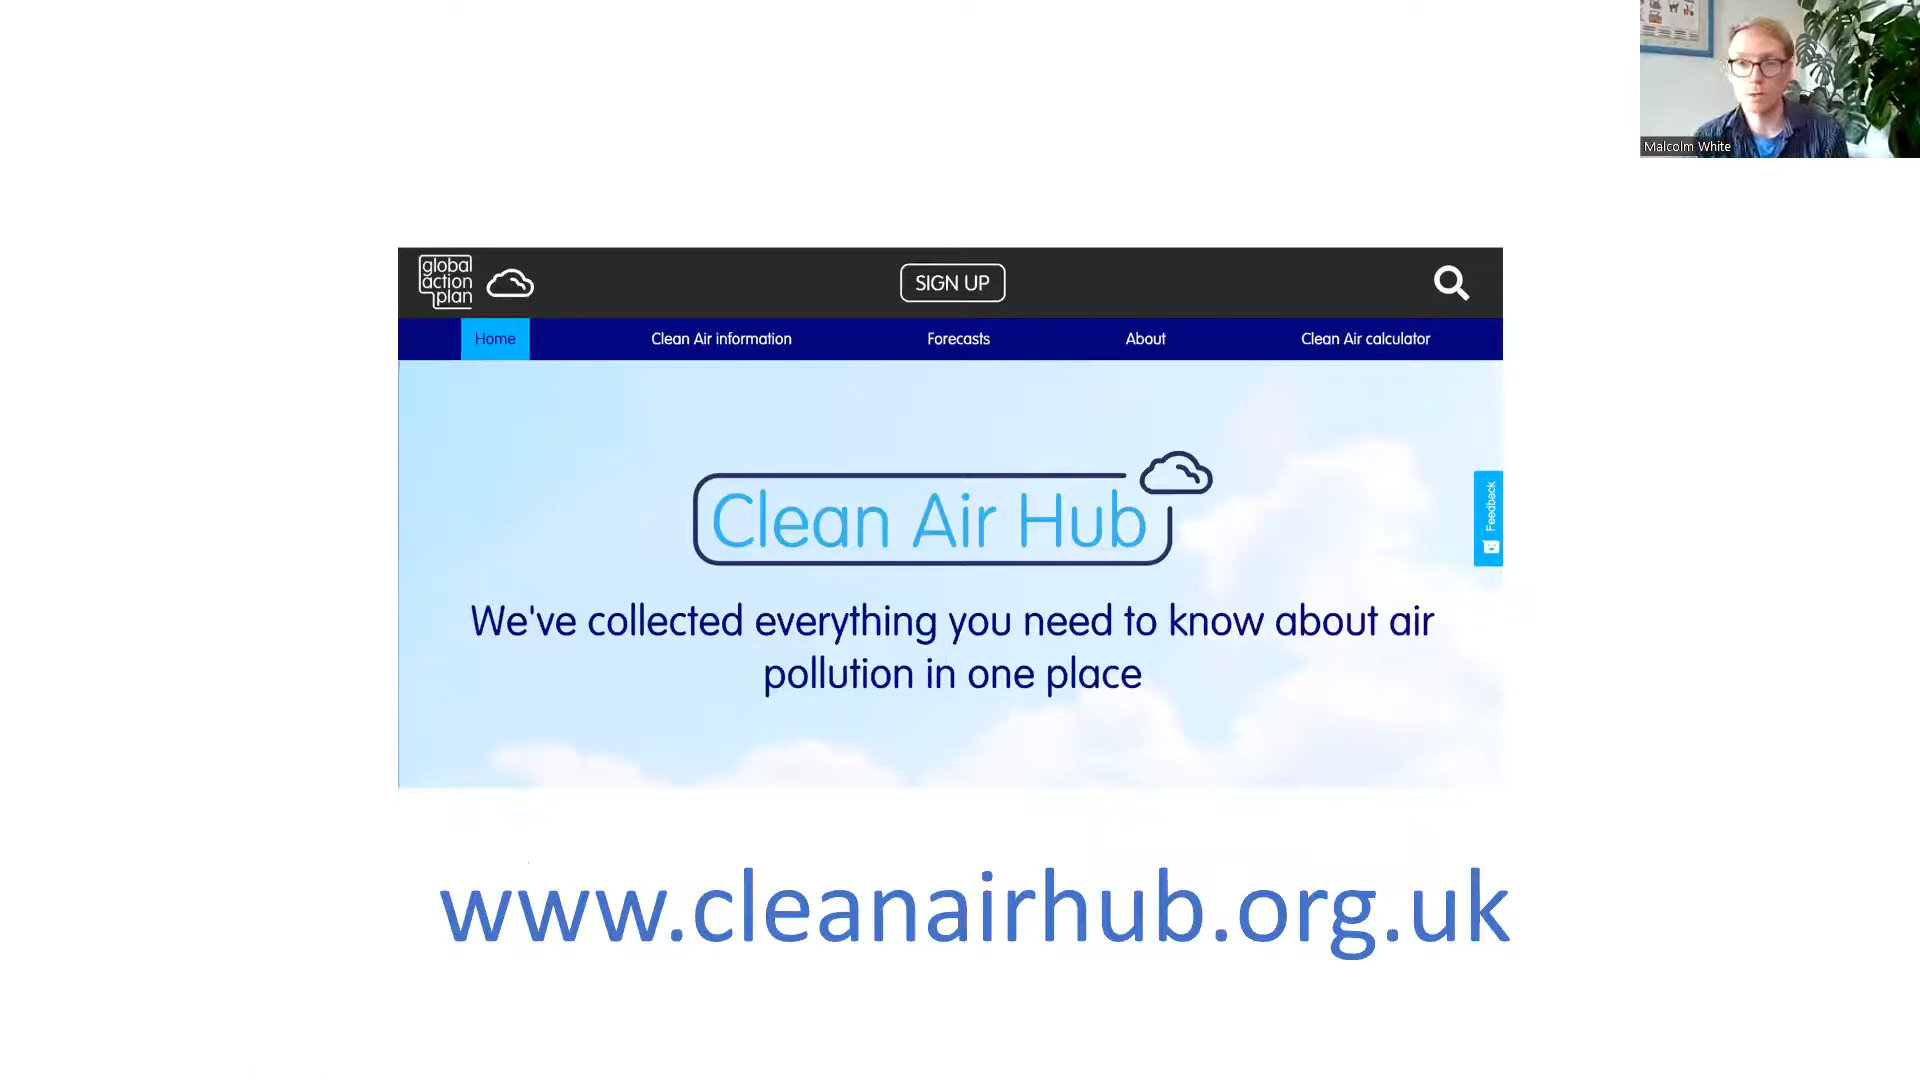 Malcolm White
global
action
plan
SIGN UP
Home
Clean Air information
Forecasts
About
Clean Air calculator
Clean Air Hub
Feedback
We've collected everything you need to know about air
pollution in one place
www.cleanairhub.org.uk